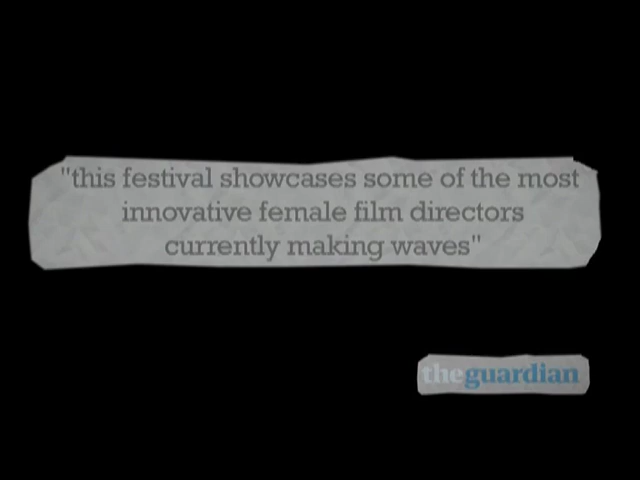 "this festival showcases some of the most
innovative female film directors
currently making waves"
theguardian